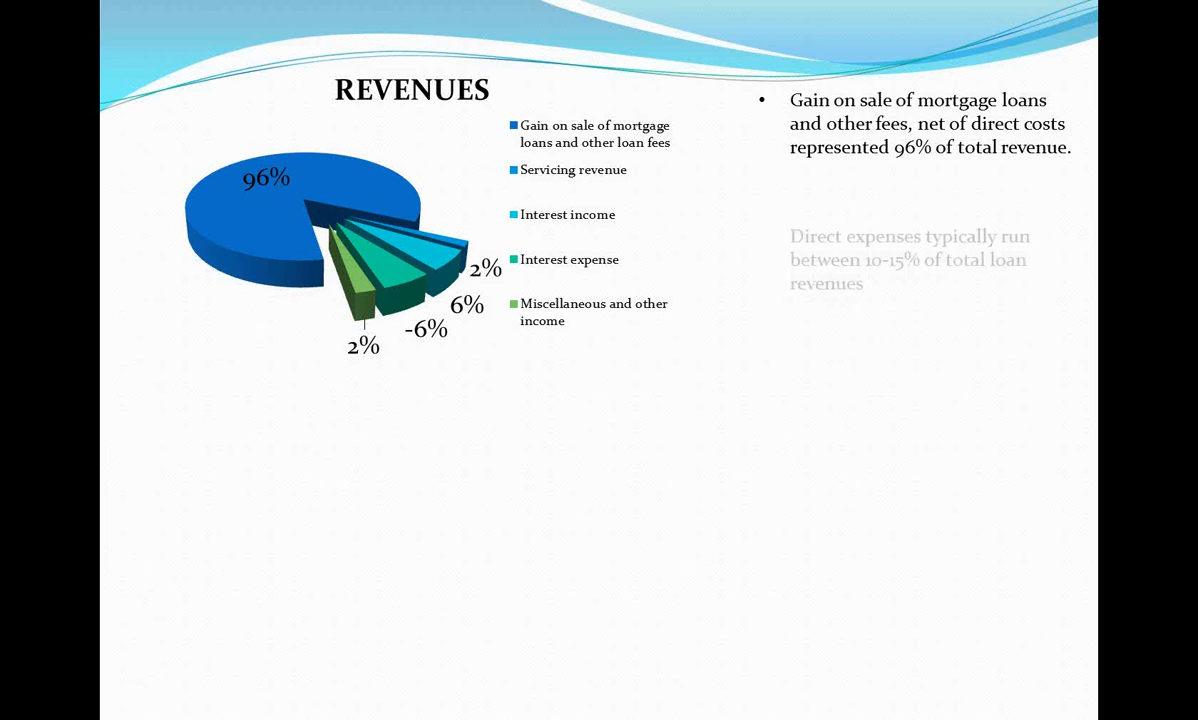 REVENUES
Gain on sale of mortgage
loans and other loan fees
Servicing revenue
Interest income
Interest expense
Miscellaneous and other
income
96%
2%
6%
-6%
2%
• Gain on sale of mortgage loans
and other fees, net of direct costs
represented 96% of total revenue.
Direct expenses typically run
between 10-15% of total loan
revenues